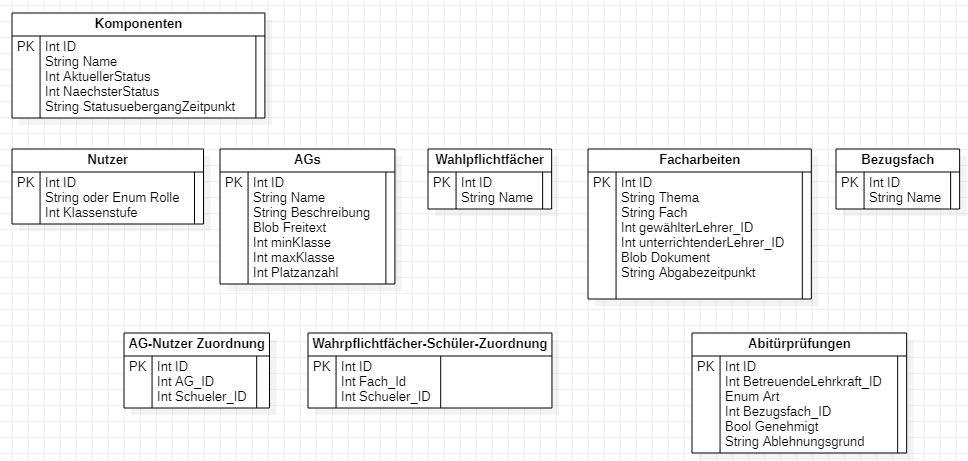 Komponenten
PK Int ID
String Name
Int AktuellerStatus
Int NaechsterStatus
String StatusuebergangZeitpunkt
Nutzer
PK Int ID
String oder Enum Rolle
Int Klassenstufe
AGs
PK Int ID
String Name
String Beschreibung
Blob Freitext
Int minKlasse
Int maxKlasse
Int Platzanzahl
Wahlpflichtfächer
PK Int ID
String Name
Facharbeiten
PK Int ID
String Thema
String Fach
Int gewählterLehrer_ID
Int unterrichtenderLehrer_ID
Blob Dokument
String Abgabezeitpunkt
Bezugsfach
PK Int ID
String Name
AG-Nutzer Zuordnung
PK Int ID
Int AG_ID
Int Schueler_ID
Wahrpflichtfächer-Schüler-Zuordnung
PK Int ID
Int Fach_Id
Int Schueler_ID
Abitürprüfungen
PK Int ID
Int BetreuendeLehrkraft_ID
Enum Art
Int Bezugsfach_ID
Bool Genehmigt
String Ablehnungsgrund